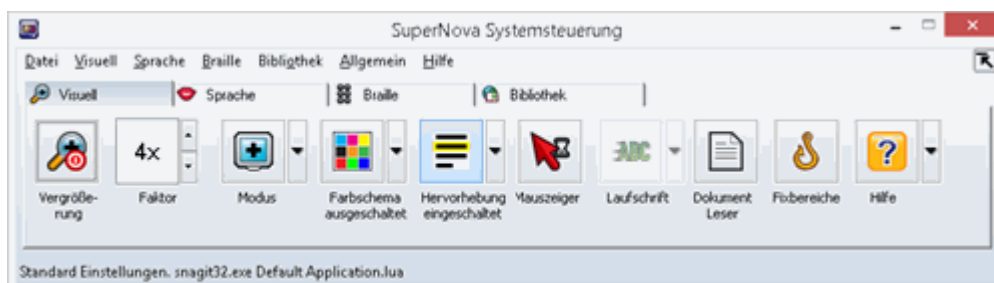 SuperNova Systemsteuerung
Datei Visuell Sprache Braille Bibliothek Allgemein Hilfe
Visuell Sprache Braille Bibliothek
4x
ABC
?
Vergröße-
rung
Faktor
Modus
Farbschema
ausgeschaltet
Hervorhebung
eingeschaltet
Mauszeiger
Laufschrift
Dokument
Leser
Fixbereiche
Hilfe
Standard Einstellungen. snagit32.exe Default Application.lua